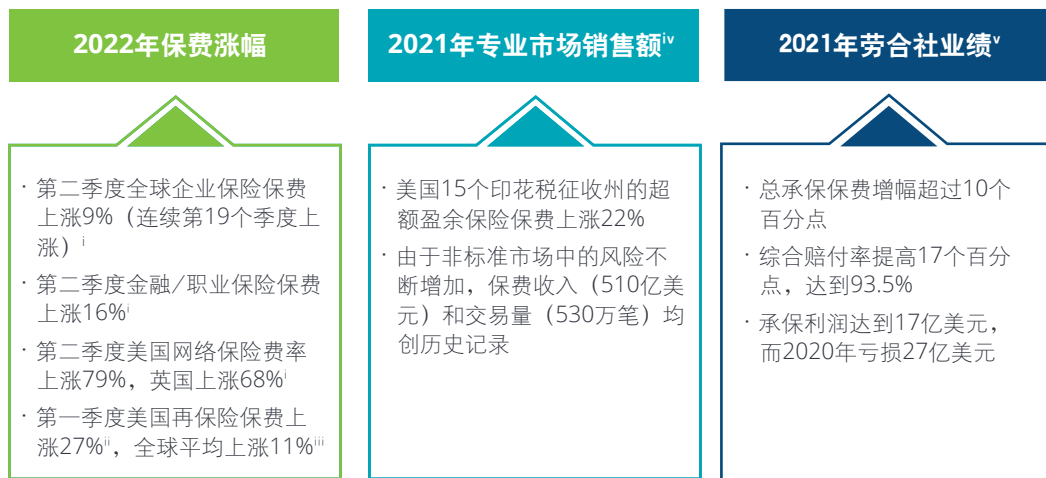 2022年保费涨幅
· 第二季度全球企业保险保费
上涨9%（连续第19个季度上
涨）ⁱ
· 第二季度金融/职业保险保费
上涨16%ⁱ
· 第二季度美国网络保险费率
上涨79%，英国上涨68%ⁱ
· 第一季度美国再保险保费上
涨27%ⁱⁱ，全球平均上涨11%ⁱⁱⁱ
2021年专业市场销售额ⁱᵛ
· 美国15个印花税征收州的超
额盈余保险保费上涨22%
· 由于非标准市场中的风险不
断增加，保费收入（510亿美
元）和交易量（530万笔）均
创历史记录
2021年劳合社业绩ᵛ
· 总承保保费增幅超过10个
百分点
· 综合赔付率提高17个百分
点，达到93.5%
· 承保利润达到17亿美元，
而2020年亏损27亿美元